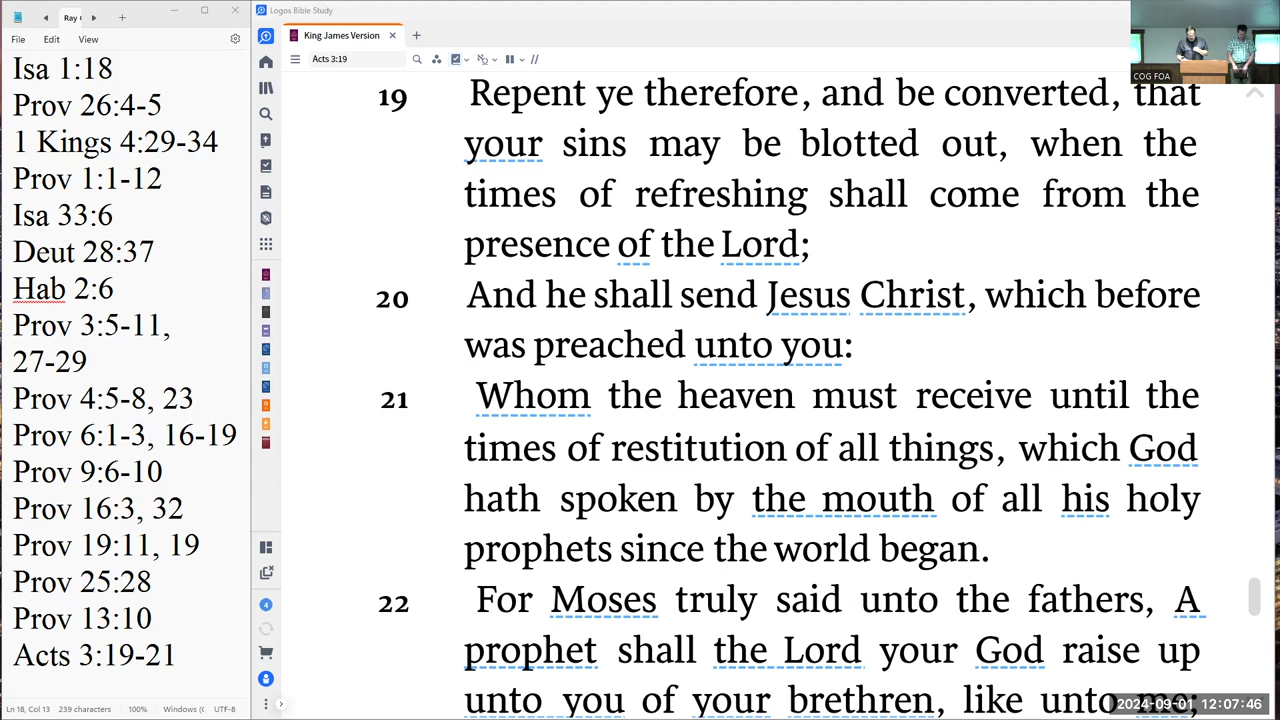 Ray
File Edit View
Isa 1:18
Prov 26:4-5
1 Kings 4:29-34
Prov 1:1-12
Isa 33:6
Deut 28:37
Hab 2:6
Prov 3:5-11,
27-29
Prov 4:5-8, 23
Prov 6:1-3, 16-19
Prov 9:6-10
Prov 16:3, 32
Prov 19:11, 19
Prov 25:28
Prov 13:10
Acts 3:19-21
Ln 18, Col 13 239 characters 100% Windows (C UTF-8
Logos Bible Study
King James Version
Acts 3:19
4
19 Repent ye therefore, and be converted, that
your sins may be blotted out, when the
times of refreshing shall come from the
presence of the Lord;
20 And he shall send Jesus Christ, which before
was preached unto you:
21 Whom the heaven must receive until the
times of restitution of all things, which God
hath spoken by the mouth of all his holy
prophets since the world began.
22 For Moses truly said unto the fathers, A
prophet shall the Lord your God raise up
unto you of your brethren, like unto me;
COG FOA
2024-09-01 12:07:46